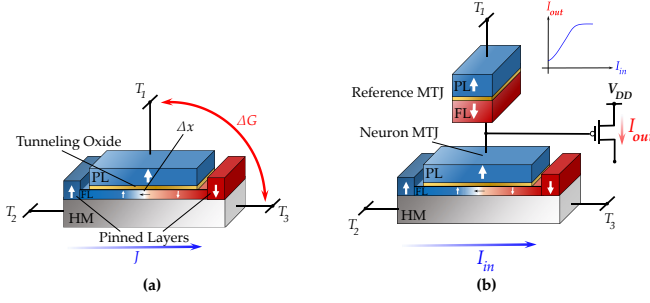 T1
ΔG
Tunneling Oxide
Δx
PL
FL
HM
T2
T3
Pinned Layers
J
(a)
T1
Iout
Iin
PL
Reference MTJ
FL
VDD
Neuron MTJ
Iout
PL
FL
HM
T2
T3
Iin
(b)